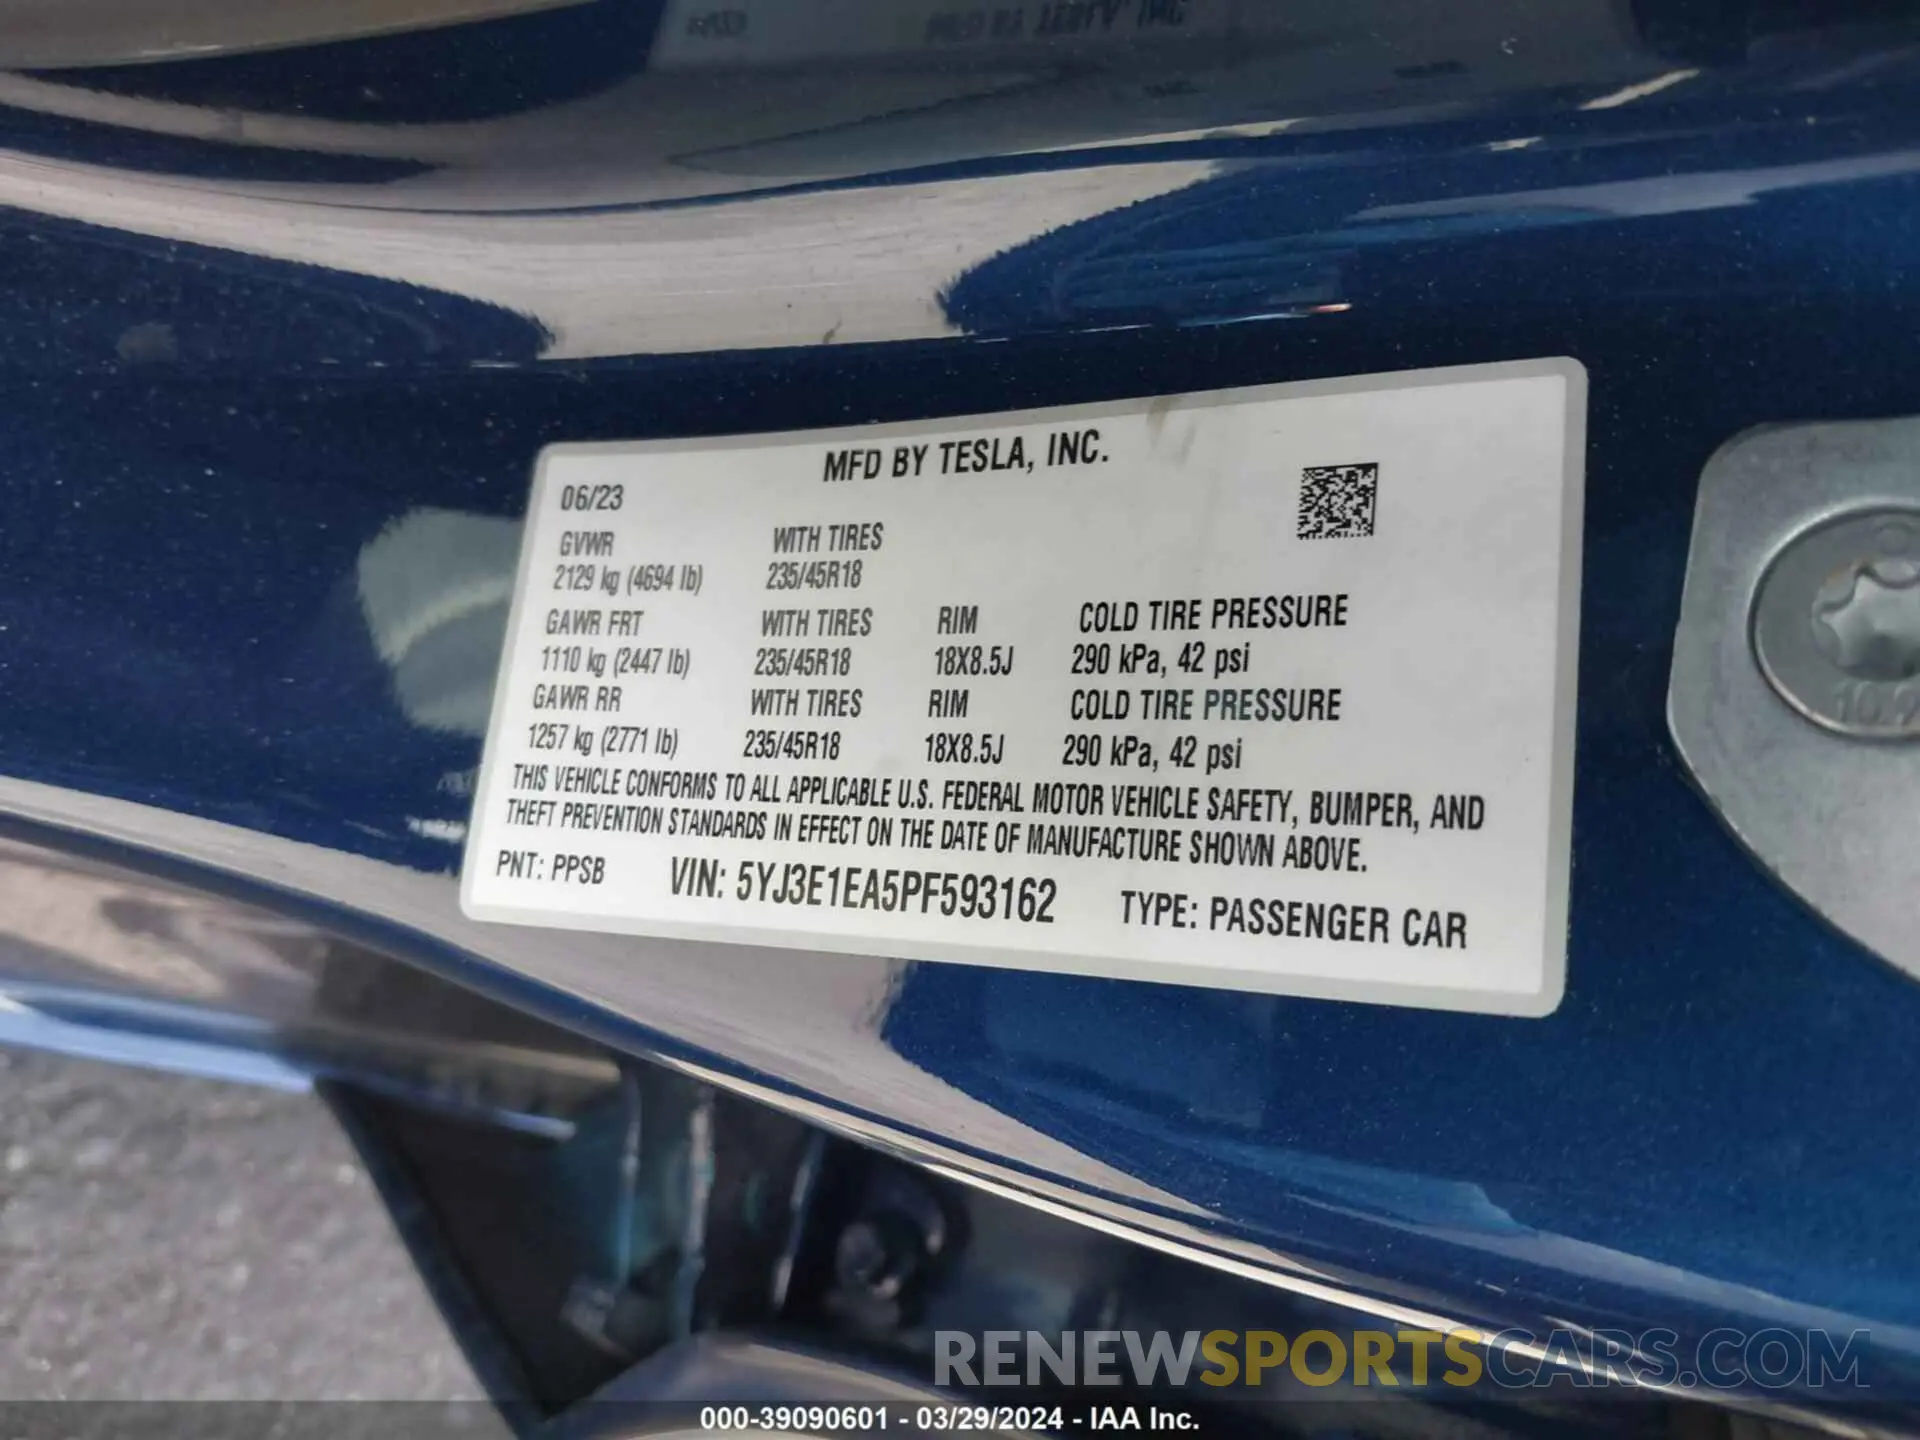 MFD BY TESLA, INC.
06/23
GVWR WITH TIRES
2129 kg (4694 lb) 235/45R18
GAWR FRT WITH TIRES RIM COLD TIRE PRESSURE
1110 kg (2447 lb) 235/45R18 18X8.5J 290 kPa, 42 psi
GAWR RR WITH TIRES RIM COLD TIRE PRESSURE
1257 kg (2771 lb) 235/45R18 18X8.5J 290 kPa, 42 psi
THIS VEHICLE CONFORMS TO ALL APPLICABLE U.S. FEDERAL MOTOR VEHICLE SAFETY, BUMPER, AND
THEFT PREVENTION STANDARDS IN EFFECT ON THE DATE OF MANUFACTURE SHOWN ABOVE.
PNT: PPSB VIN: 5YJ3E1EA5PF593162 TYPE: PASSENGER CAR
RENEWSPORTSCARS.COM
000-39090601 - 03/29/2024 - IAA Inc.